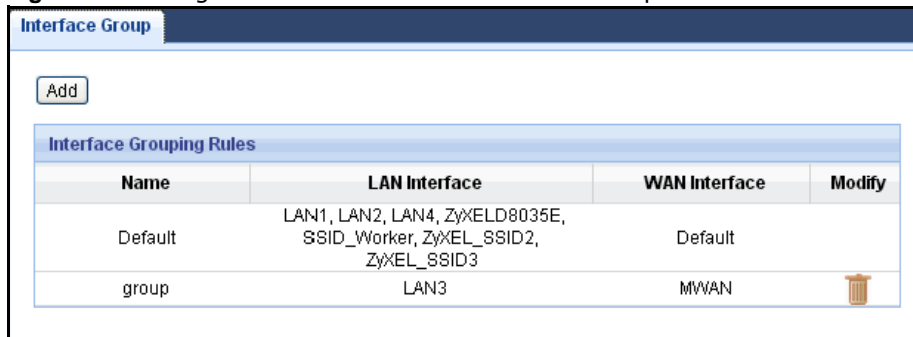 Interface Group
Add
Interface Grouping Rules
Name LAN Interface WAN Interface Modify
LAN1, LAN2, LAN4, ZyXELD8035E,
Default SSID_Worker, ZyXEL_SSID2, Default
ZyXEL_SSID3
group LAN3 MWAN